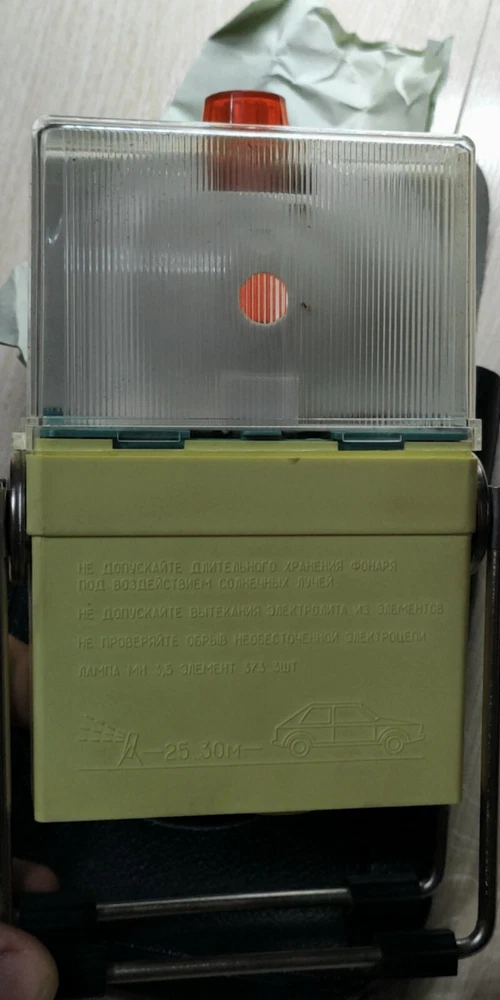 НЕ ДОПУСКАЙТЕ ДЛИТЕЛЬНОГО ХРАНЕНИЯ ФОНАРЯ
ПОД ВОЗДЕЙСТВИЕМ СОЛНЕЧНЫХ ЛУЧЕЙ
НЕ ДОПУСКАЙТЕ ВЫТЕКАНИЯ ЭЛЕКТРОЛИТА ИЗ ЭЛЕМЕНТОВ
НЕ ПРОВЕРЯЙТЕ ОБРЫВ НЕОБЕСТОЧЕННОЙ ЭЛЕКТРОЦЕПИ
ЛАМПА МН 3,5 ЭЛЕМЕНТ 373 3ШТ
25..30М